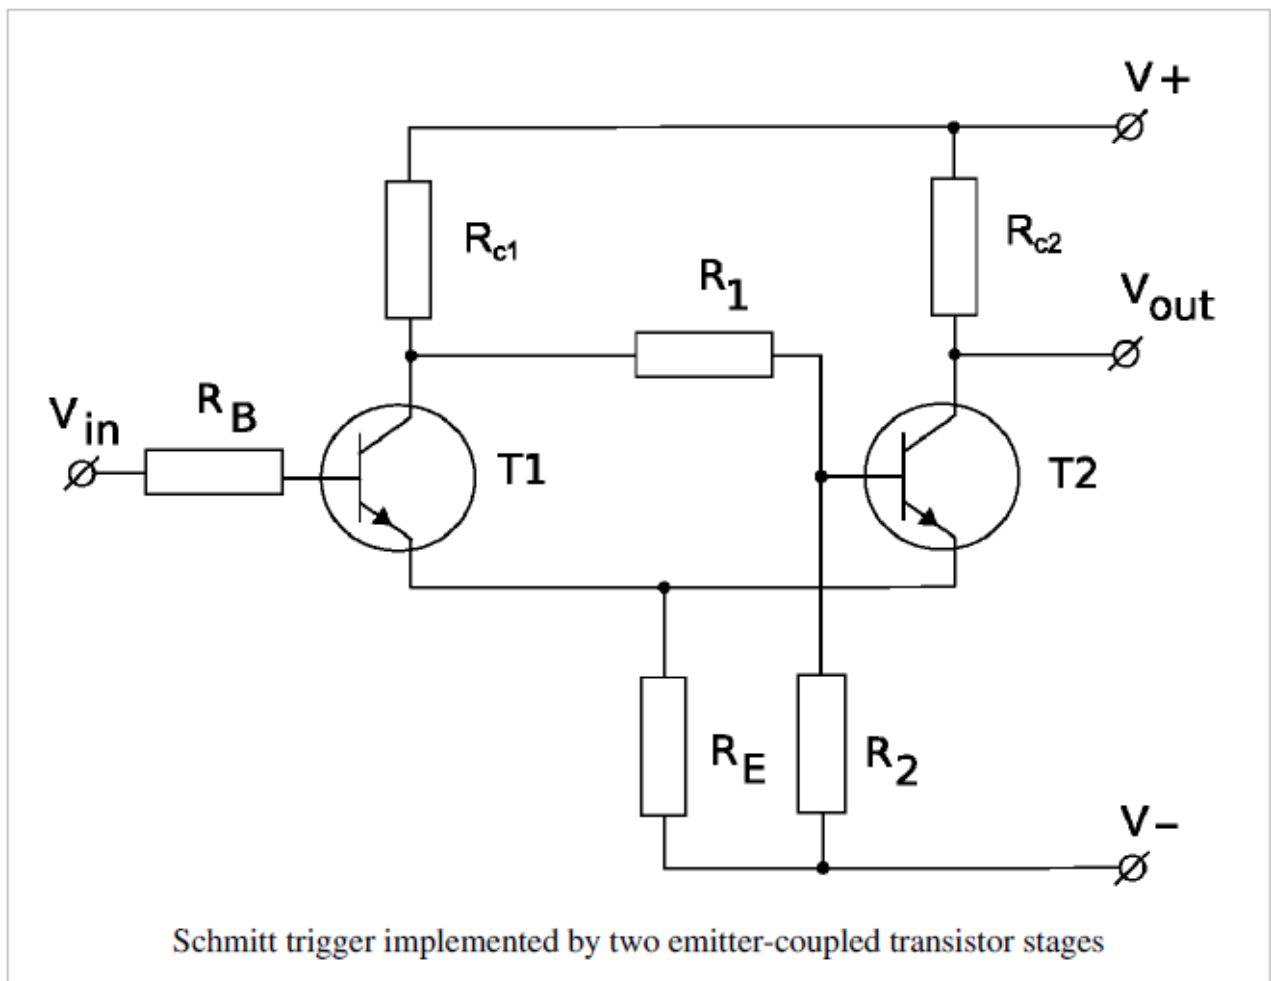 V+
Rc1
Rc2
R1
Vout
RB
Vin
T1
T2
RE
R2
V−
Schmitt trigger implemented by two emitter-coupled transistor stages